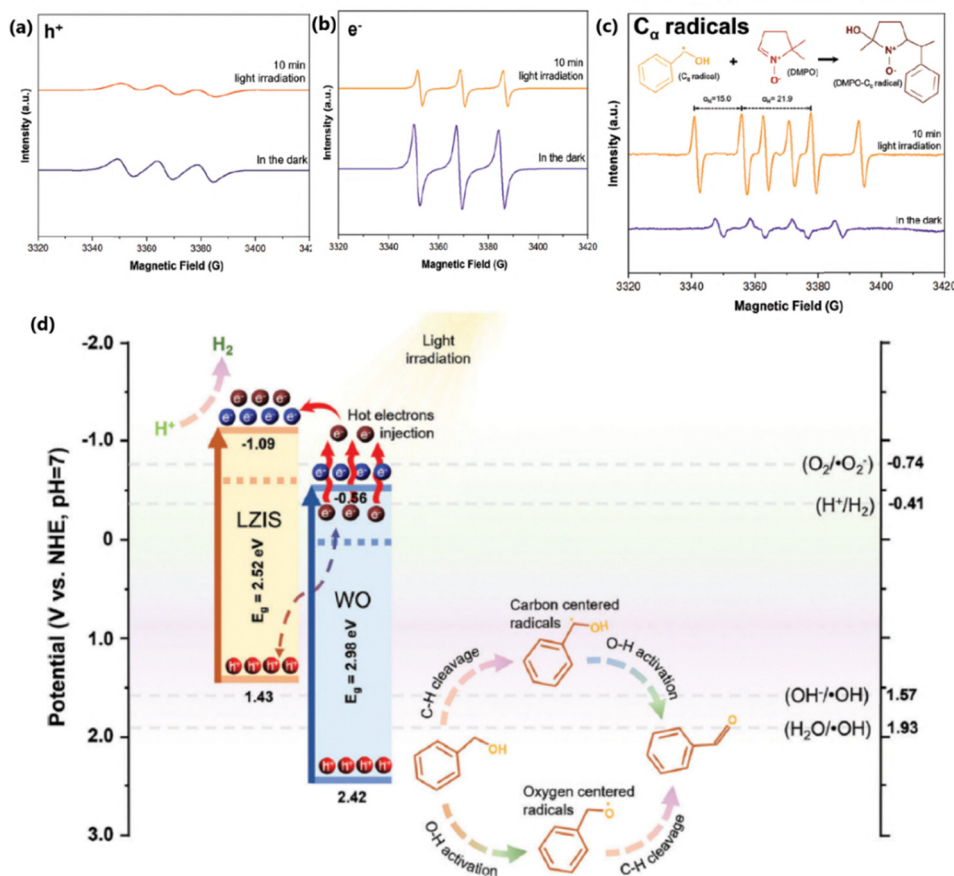 (a) h+
10 min
light irradiation
In the dark
Intensity (a.u.)
3320 3340 3360 3380 3400 342
Magnetic Field (G)
(b) e-
10 min
light irradiation
In the dark
Intensity (a.u.)
3320 3340 3360 3380 3400 3420
Magnetic Field (G)
(c) Cα radicals
OH
(Cα radical)
+
N+
O-
(DMPO)
HO
N+
O-
(DMPO-Cα radical)
αN=15.0
αH= 21.9
10 min
light irradiation
In the dark
Intensity (a.u.)
3320 3340 3360 3380 3400 3420
Magnetic Field (G)
(d)
Potential (V vs. NHE, pH=7)
-2.0
-1.0
0
1.0
2.0
3.0
H2
H+
Light
irradiation
Hot electrons
injection
e- e- e-
e- e- e- e-
-1.09
LZIS
Eg = 2.52 eV
h+ h+ h+ h+
1.43
e- e-
e- e- e- e-
-0.56
e- e- e-
WO
Eg = 2.98 eV
h+ h+ h+ h+
2.42
Carbon centered
radicals
OH
C-H cleavage
O-H activation
OH
O
Oxygen centered
radicals
O
O-H activation
C-H cleavage
(O2/•O2-) -0.74
(H+/H2) -0.41
(OH-/•OH) 1.57
(H2O/•OH) 1.93